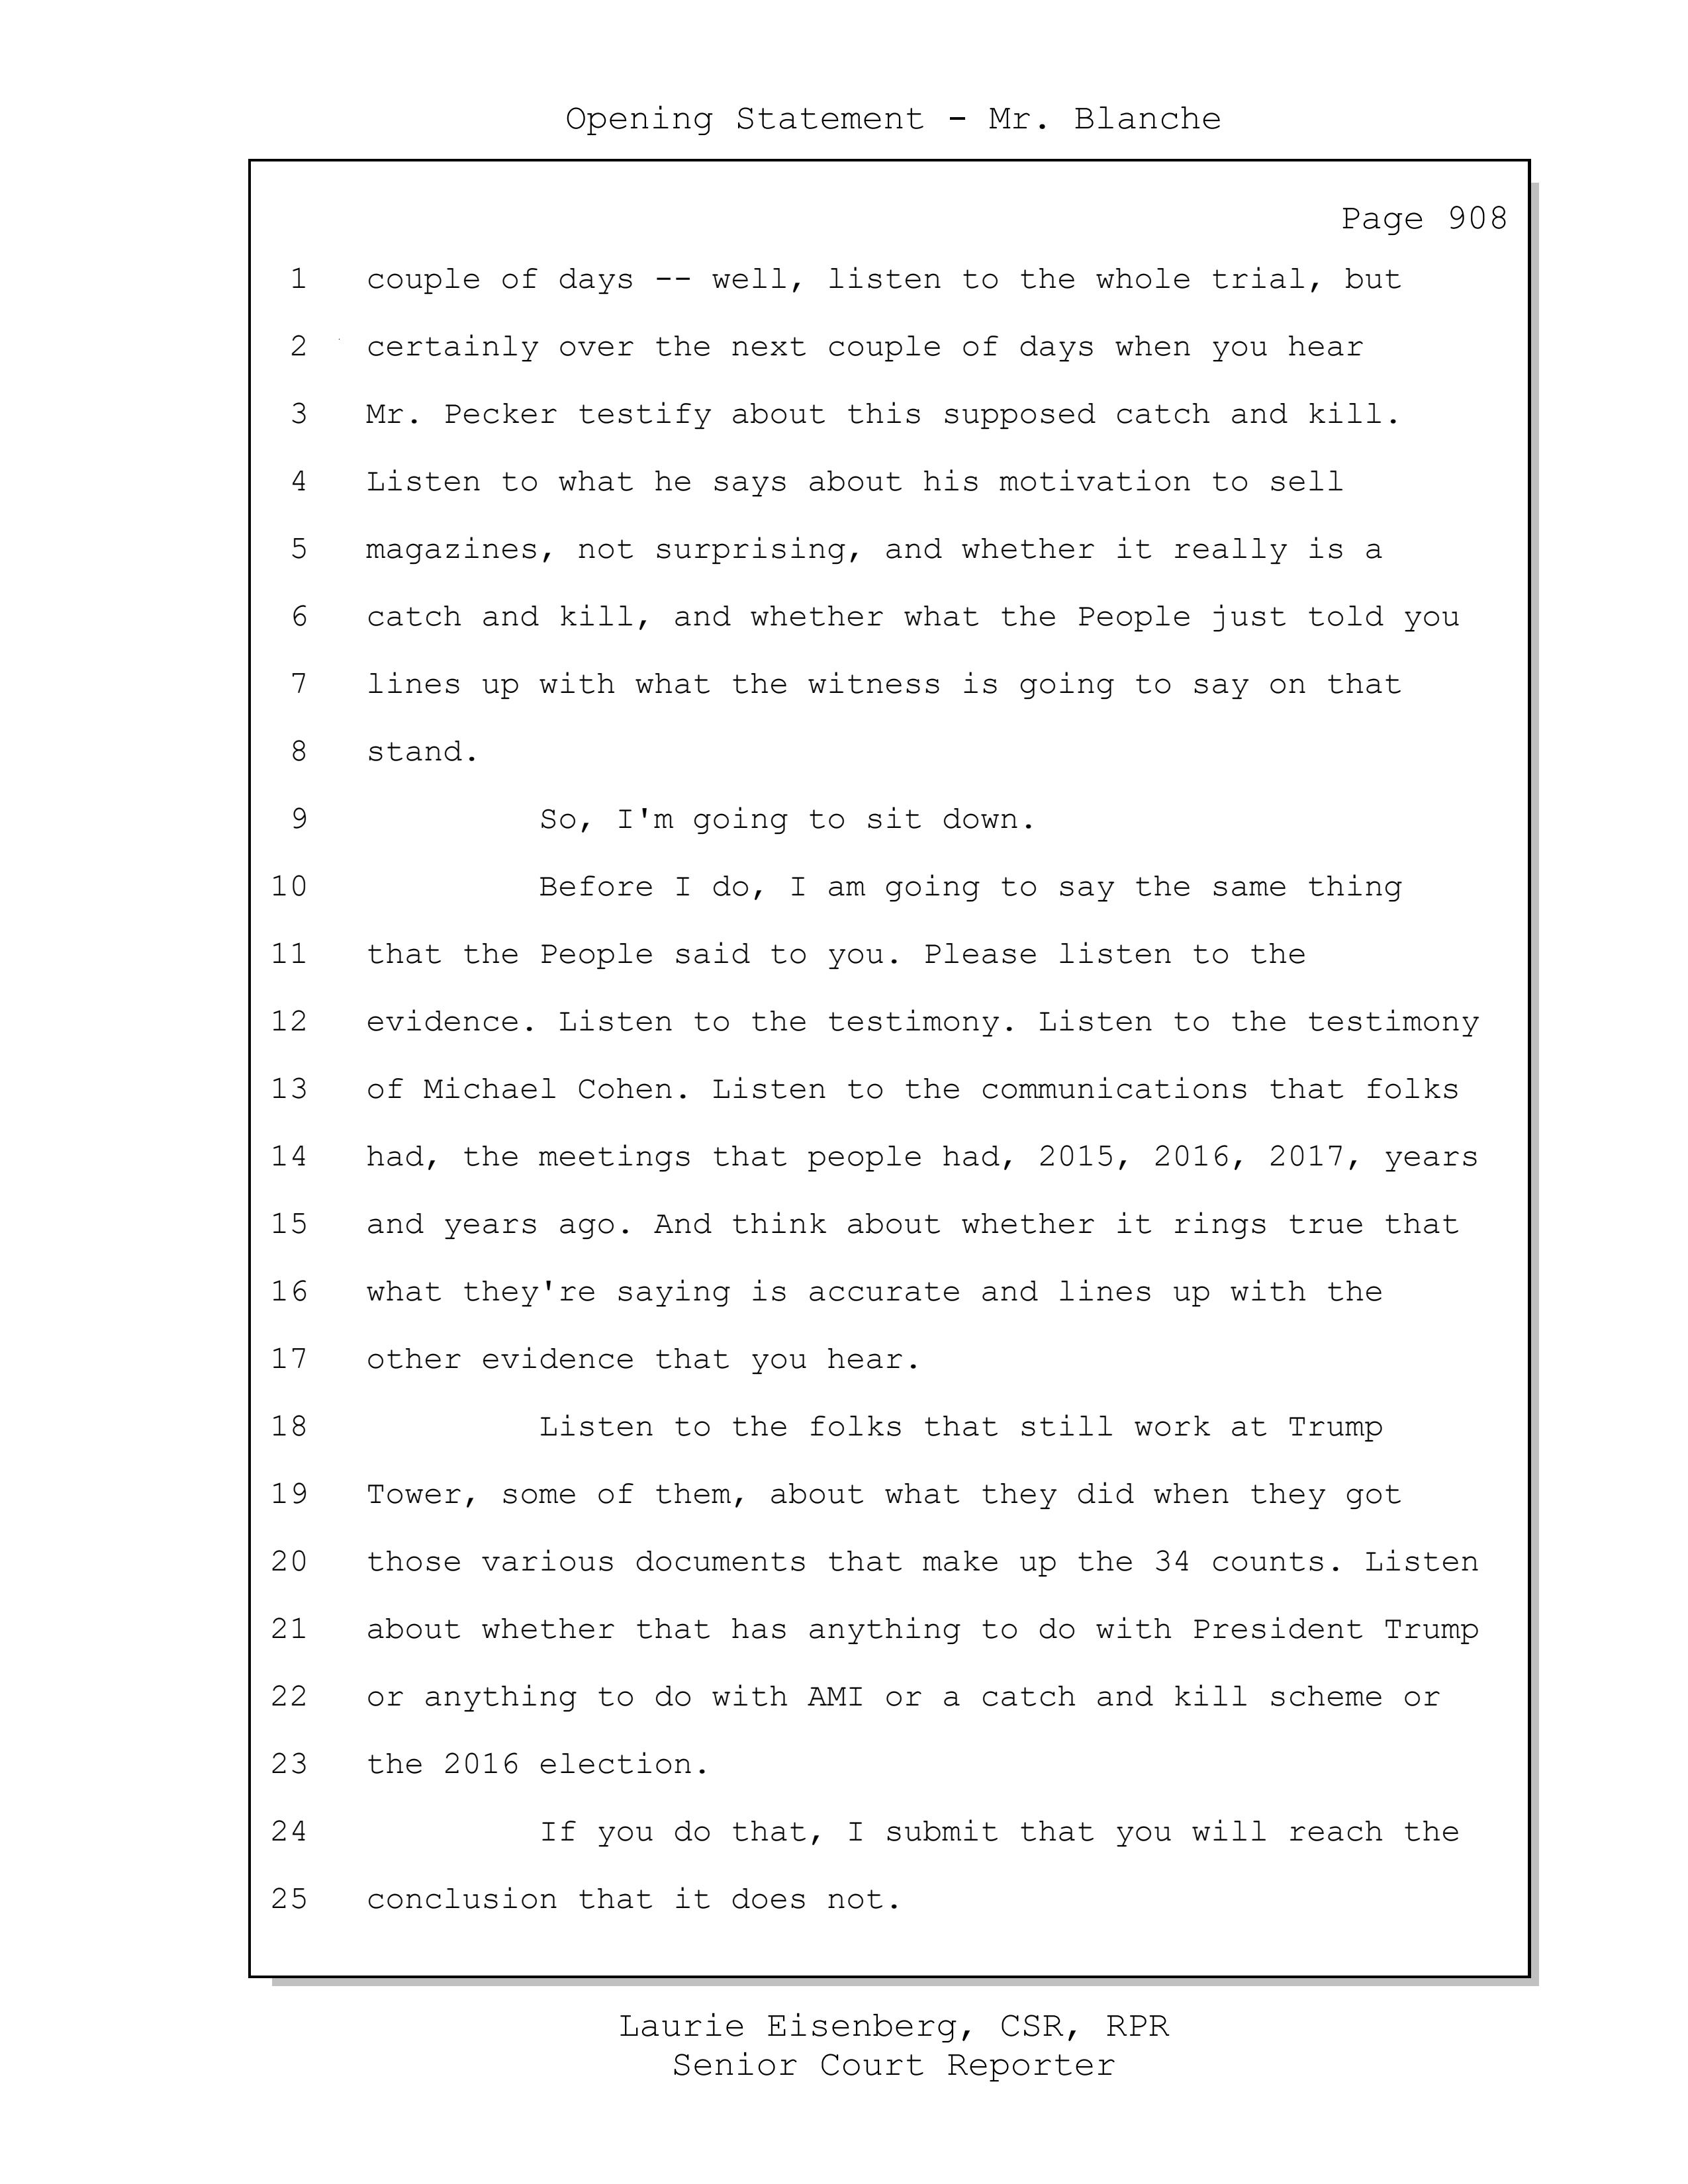 Opening Statement - Mr. Blanche
Page 908
1 couple of days -- well, listen to the whole trial, but
2 certainly over the next couple of days when you hear
3 Mr. Pecker testify about this supposed catch and kill.
4 Listen to what he says about his motivation to sell
5 magazines, not surprising, and whether it really is a
6 catch and kill, and whether what the People just told you
7 lines up with what the witness is going to say on that
8 stand.
9 So, I'm going to sit down.
10 Before I do, I am going to say the same thing
11 that the People said to you. Please listen to the
12 evidence. Listen to the testimony. Listen to the testimony
13 of Michael Cohen. Listen to the communications that folks
14 had, the meetings that people had, 2015, 2016, 2017, years
15 and years ago. And think about whether it rings true that
16 what they're saying is accurate and lines up with the
17 other evidence that you hear.
18 Listen to the folks that still work at Trump
19 Tower, some of them, about what they did when they got
20 those various documents that make up the 34 counts. Listen
21 about whether that has anything to do with President Trump
22 or anything to do with AMI or a catch and kill scheme or
23 the 2016 election.
24 If you do that, I submit that you will reach the
25 conclusion that it does not.
Laurie Eisenberg, CSR, RPR
Senior Court Reporter